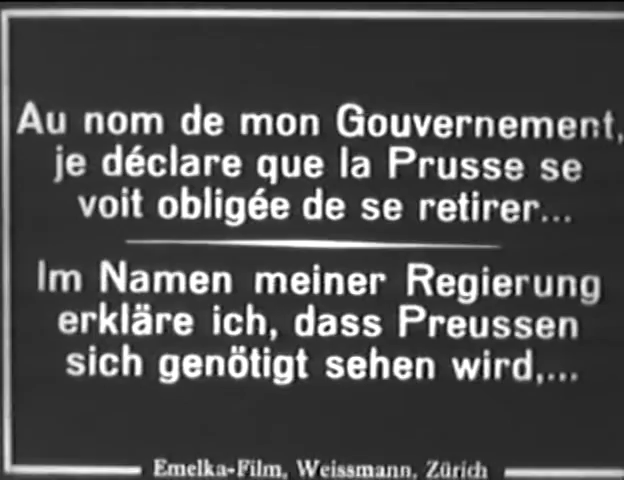 Au nom de mon Gouvernement,
je déclare que la Prusse se
voit obligée de se retirer...
Im Namen meiner Regierung
erkläre ich, dass Preussen
sich genötigt sehen wird,....
Emelka-Film, Weissmann, Zürich